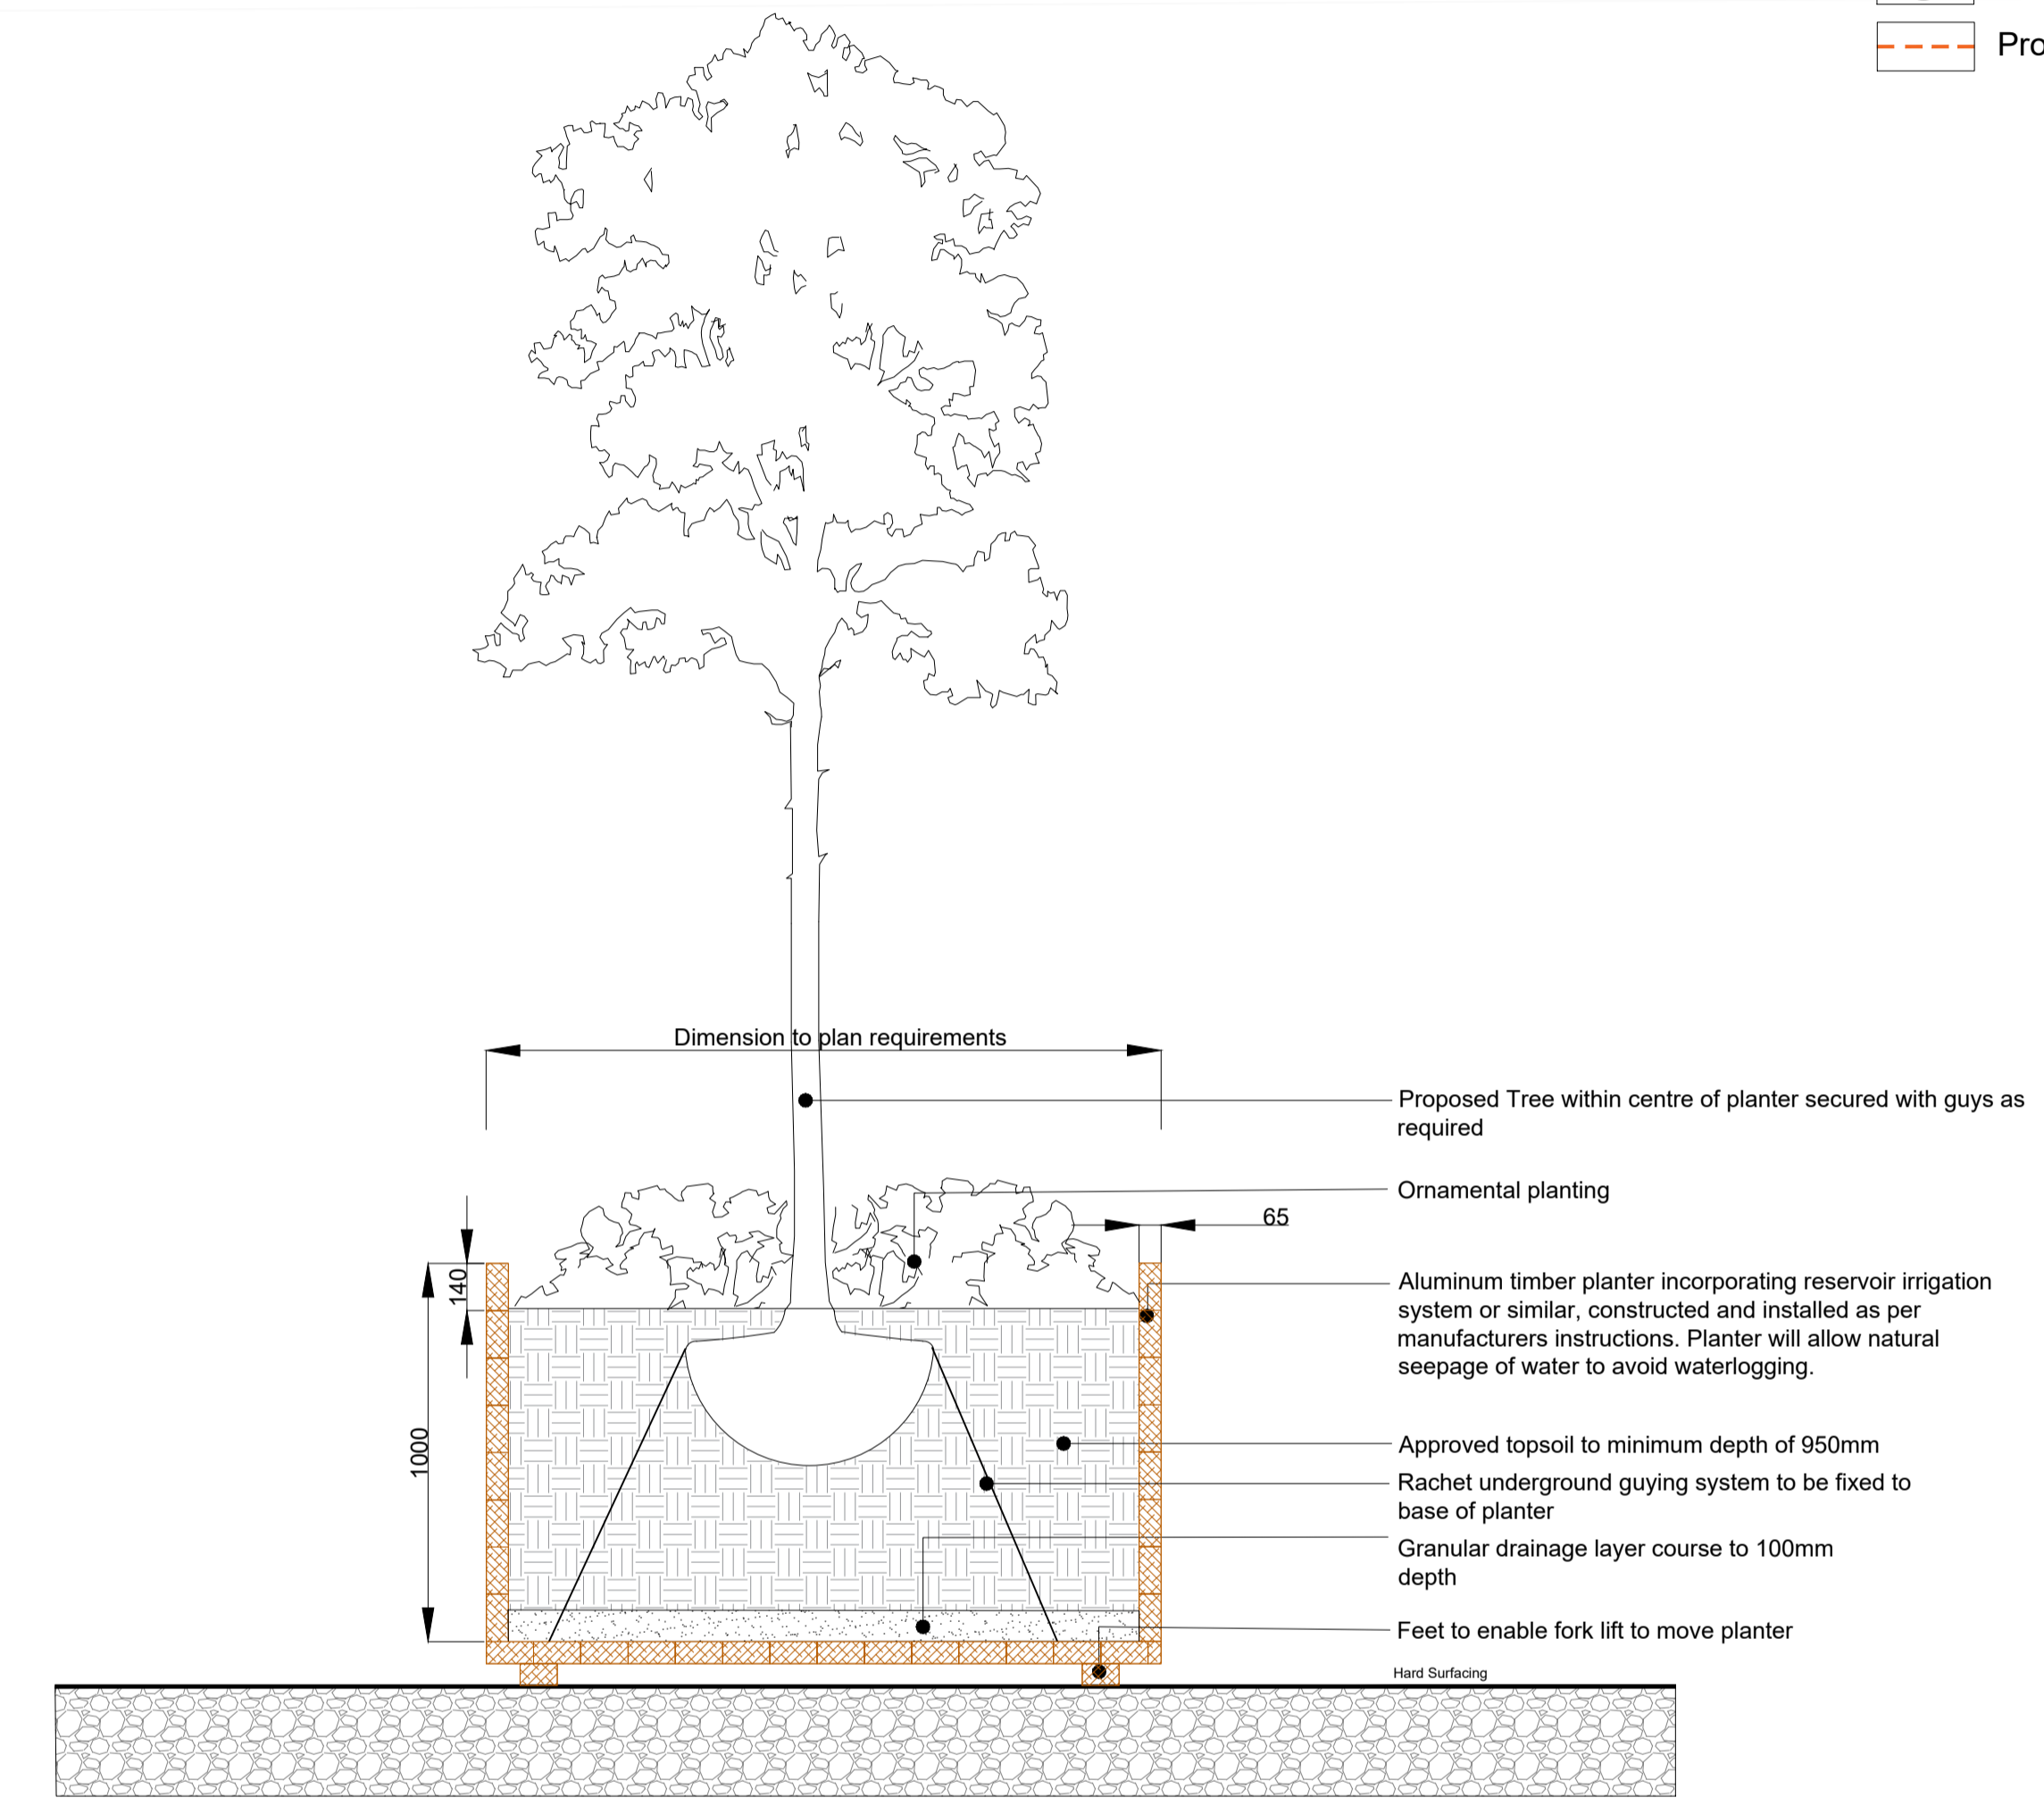 Pro
Dimension to plan requirements
Proposed Tree within centre of planter secured with guys as
required
Ornamental planting
65
140
1000
Aluminum timber planter incorporating reservoir irrigation
system or similar, constructed and installed as per
manufacturers instructions. Planter will allow natural
seepage of water to avoid waterlogging.
Approved topsoil to minimum depth of 950mm
Rachet underground guying system to be fixed to
base of planter
Granular drainage layer course to 100mm
depth
Feet to enable fork lift to move planter
Hard Surfacing